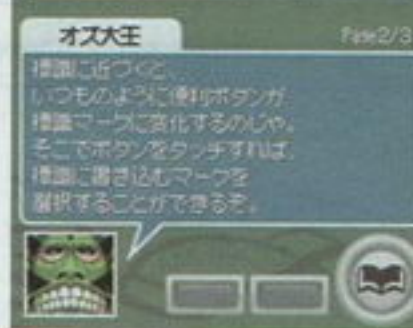 オズ大王
Page2/3
標識に近づくと、
いつものように便利ボタンが
標識マークに変化するのじゃ。
そこでボタンをタッチすれば、
標識に書き込むマークを
選択することができるぞ。